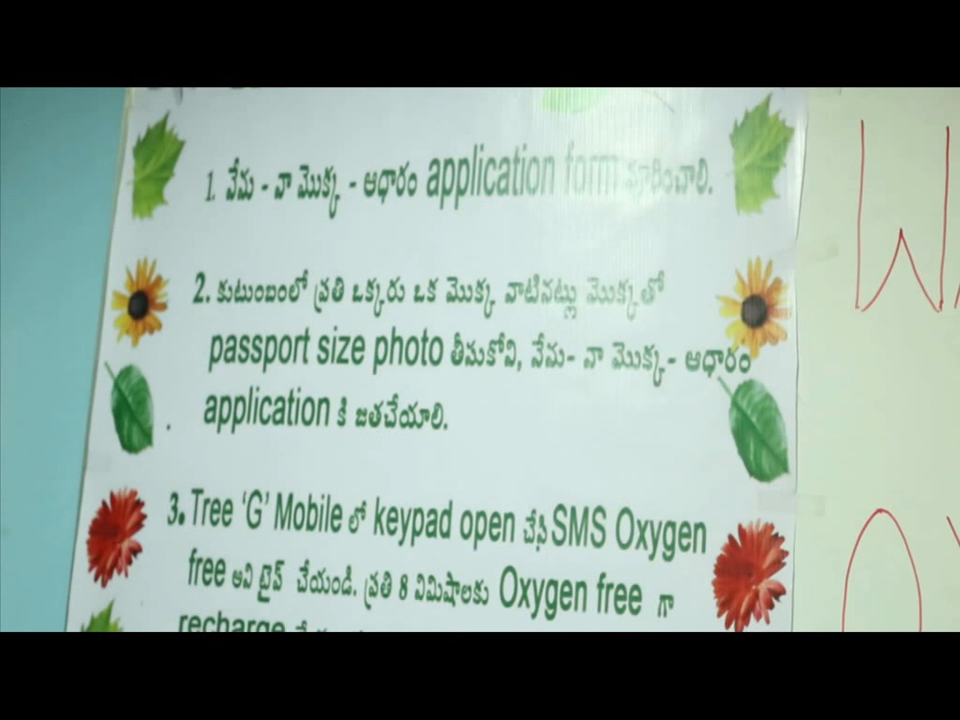 1. వేమ - నా మొక్క - ఆధారం application form పూరించాలి.
2. కుటుంబంలో ప్రతి ఒక్కరు ఒక మొక్క నాటినట్లు మొక్కతో
passport size photo తీసుకోని, వేమ- నా మొక్క- ఆధారం
application కి జతచేయాలి.
3. Tree ‘G’ Mobile లో keypad open చేసి SMS Oxygen
free అని టైప్ చేయండి. ప్రతి 8 నిమిషాలకు Oxygen free గా
recharge
W